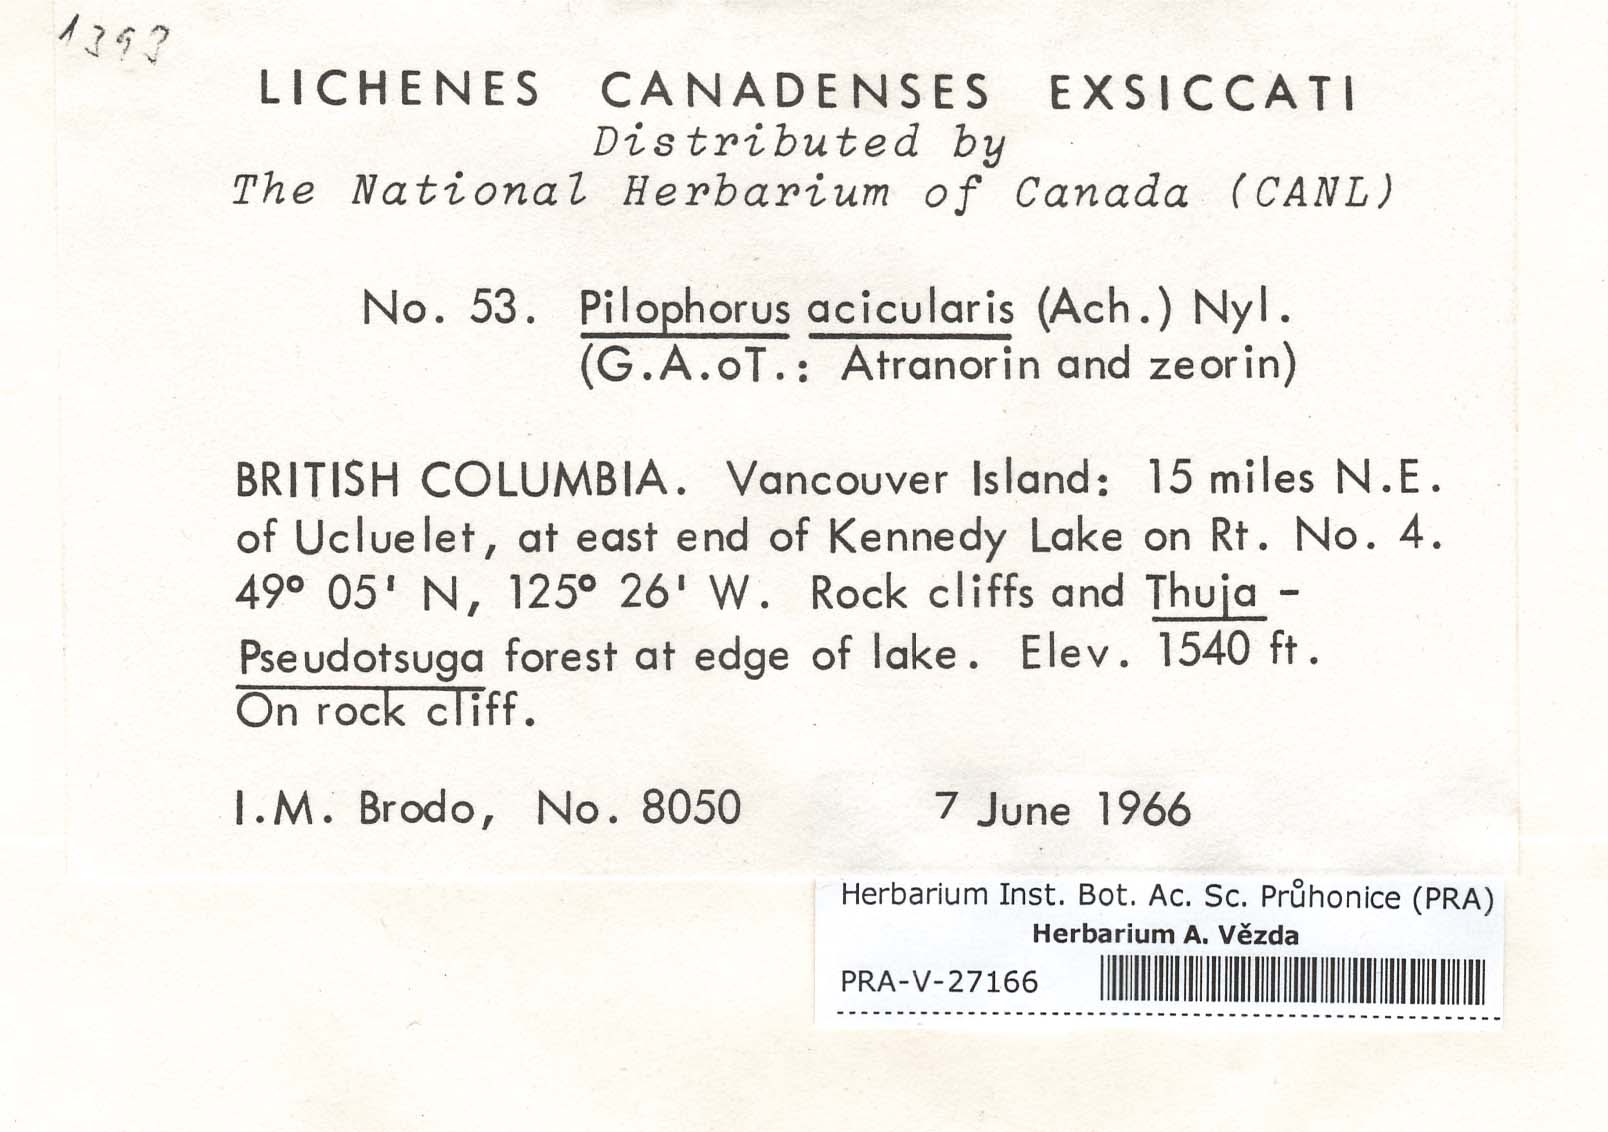 1393
LICHENES CANADENSES EXSICCATI
Distributed by
The National Herbarium of Canada (CANL)
No. 53. Pilophorus acicularis (Ach.) Nyl.
(G.A.oT.: Atranorin and zeorin)
BRITISH COLUMBIA. Vancouver Island: 15 miles N.E.
of Ucluelet, at east end of Kennedy Lake on Rt. No. 4.
49° 05' N, 125° 26' W. Rock cliffs and Thuja -
Pseudotsuga forest at edge of lake. Elev. 1540 ft.
On rock cliff.
I.M. Brodo, No. 8050 7 June 1966
Herbarium Inst. Bot. Ac. Sc. Průhonice (PRA)
Herbarium A. Vězda
PRA-V-27166